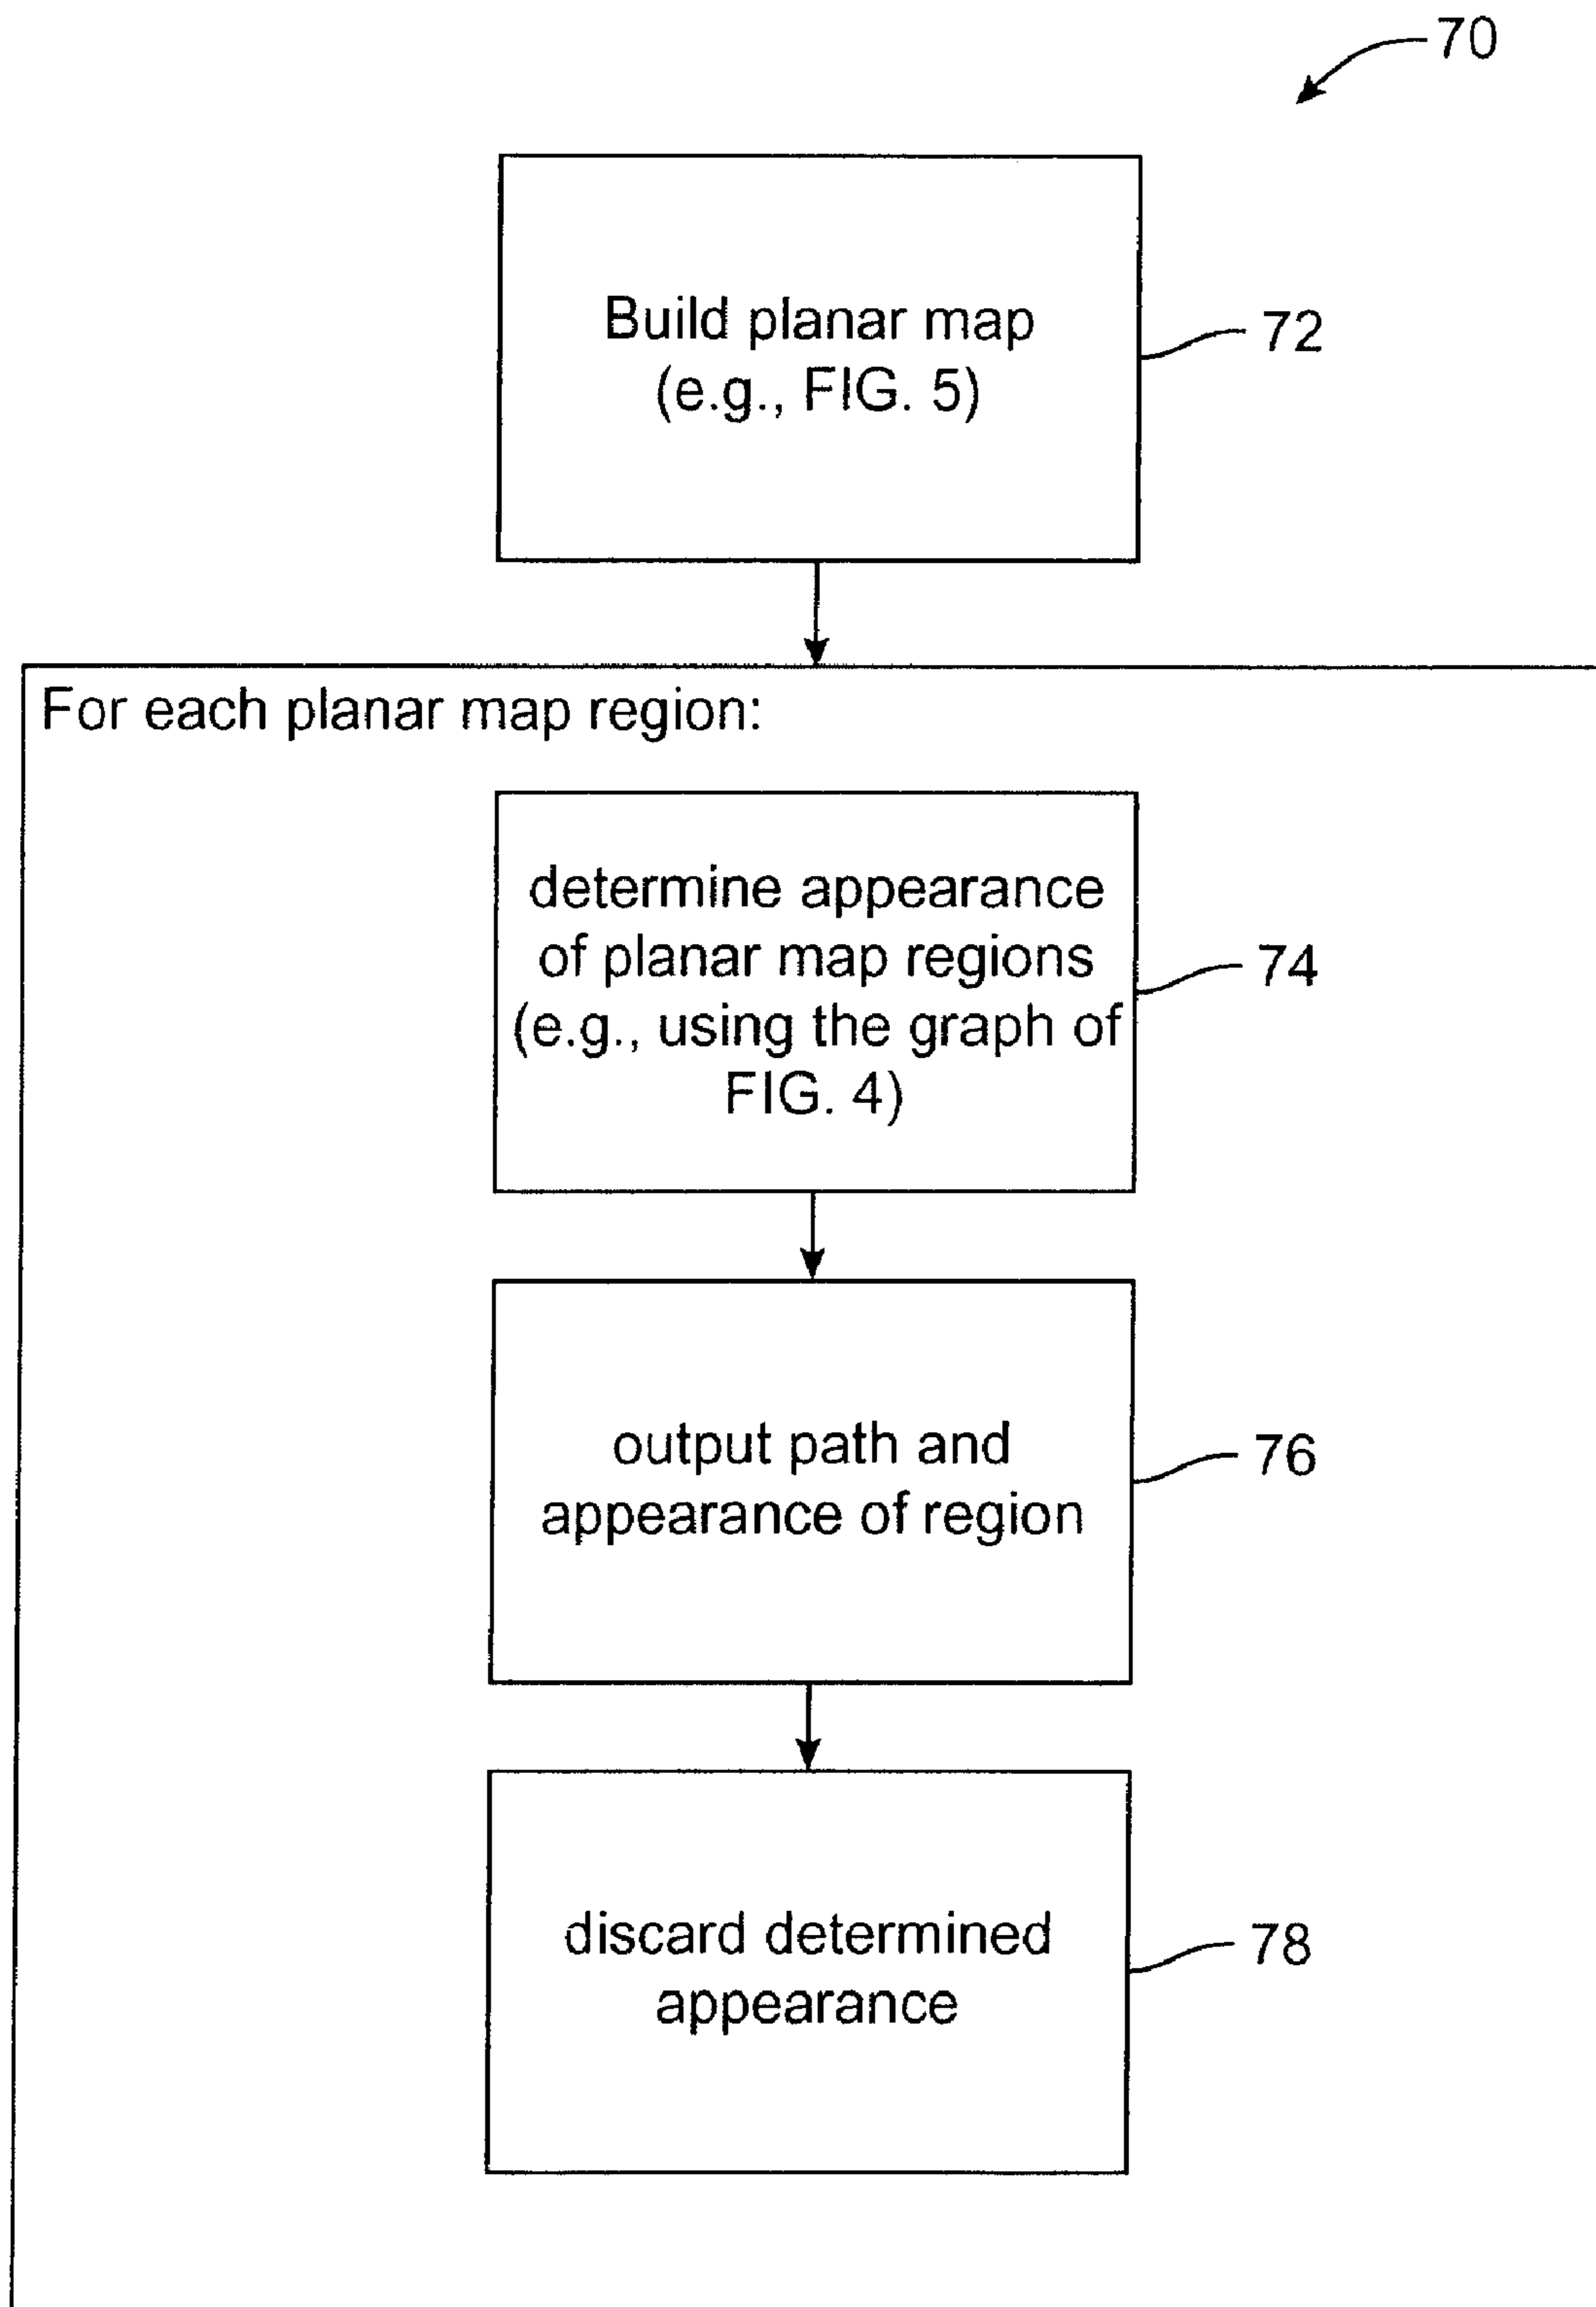 70
Build planar map
(e.g., FIG. 5)
72
For each planar map region:
determine appearance
of planar map regions
(e.g., using the graph of
FIG. 4)
74
output path and
appearance of region
76
discard determined
appearance
78